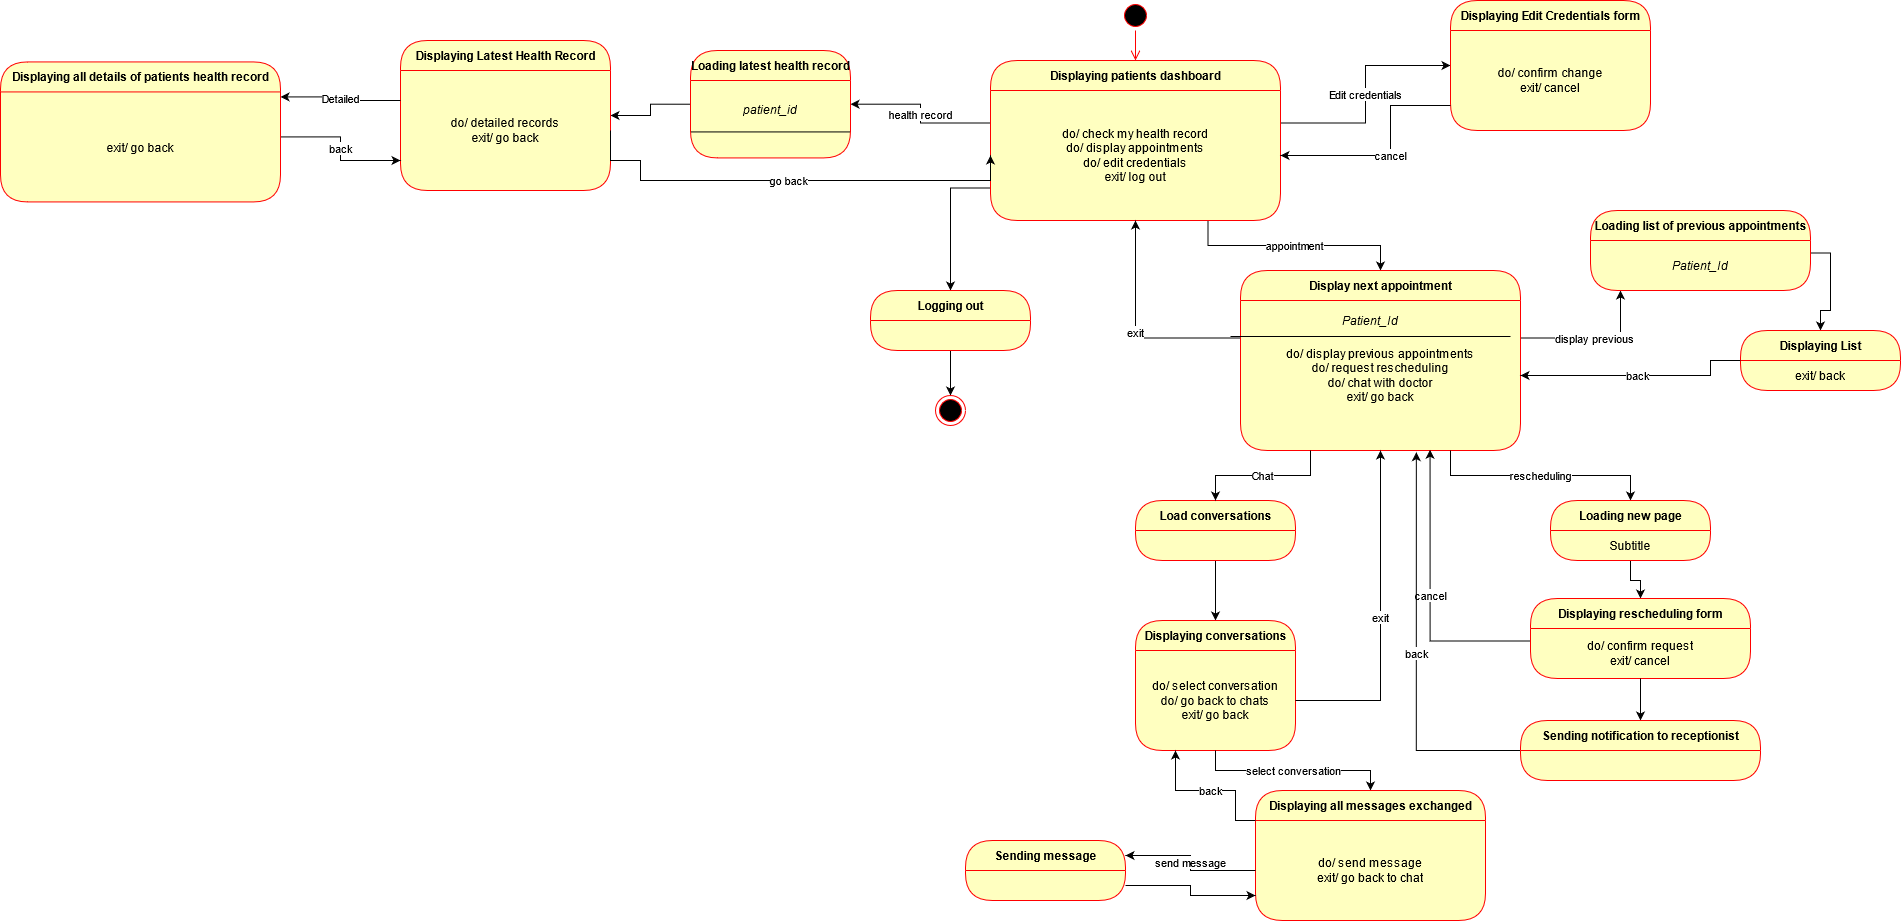 Displaying Edit Credentials form
do/ confirm change
exit/ cancel
Displaying Latest Health Record
do/ detailed records
exit/ go back
Loading latest health record
patient_id
Displaying patients dashboard
do/ check my health record
do/ display appointments
do/ edit credentials
exit/ log out
Displaying all details of patients health record
exit/ go back
Detailed
back
health record
Edit credentials
cancel
go back
appointment
Loading list of previous appointments
Patient_Id
Logging out
Display next appointment
Patient_Id
do/ display previous appointments
do/ request rescheduling
do/ chat with doctor
exit/ go back
exit
display previous
Displaying List
exit/ back
back
Chat
rescheduling
Load conversations
Loading new page
Subtitle
cancel
exit
back
Displaying rescheduling form
do/ confirm request
exit/ cancel
Displaying conversations
do/ select conversation
do/ go back to chats
exit/ go back
Sending notification to receptionist
select conversation
back
Displaying all messages exchanged
do/ send message
exit/ go back to chat
Sending message
send message